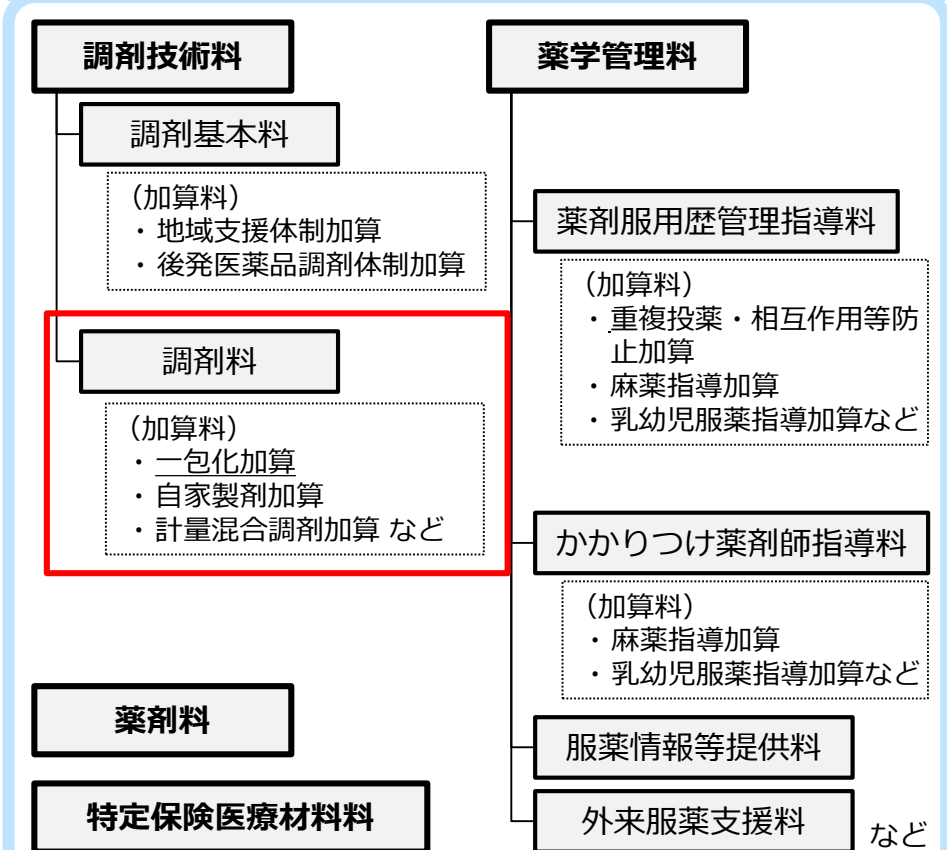 調剤技術料
調剤基本料
（加算料）
・地域支援体制加算
・後発医薬品調剤体制加算
調剤料
（加算料）
・一包化加算
・自家製剤加算
・計量混合調剤加算 など
薬剤料
特定保険医療材料料
薬学管理料
薬剤服用歴管理指導料
（加算料）
・重複投薬・相互作用等防
止加算
・麻薬指導加算
・乳幼児服薬指導加算など
かかりつけ薬剤師指導料
（加算料）
・麻薬指導加算
・乳幼児服薬指導加算など
服薬情報等提供料
外来服薬支援料
など